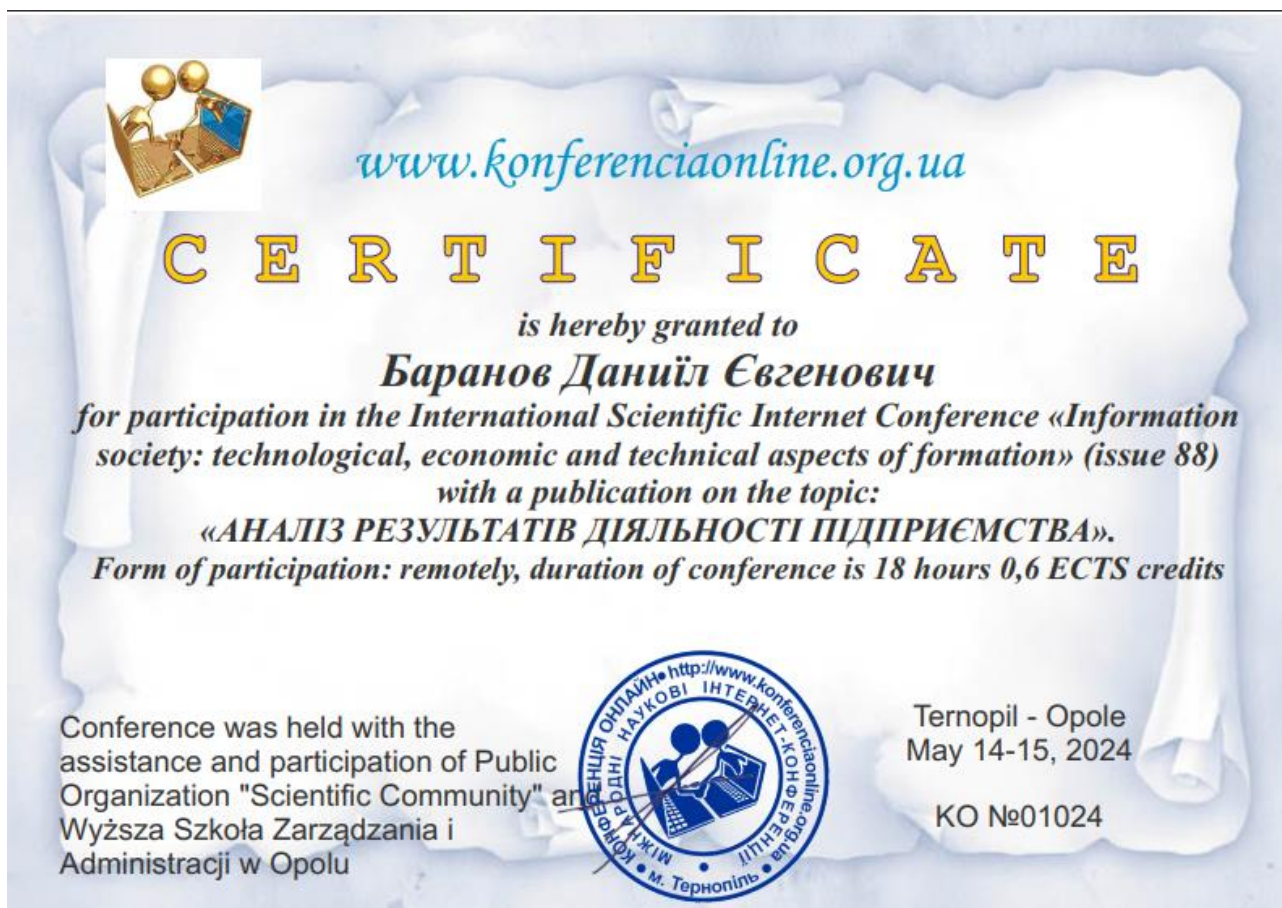 www.konferenciaonline.org.ua
CERTIFICATE
is hereby granted to
Баранов Даниїл Євгенович
for participation in the International Scientific Internet Conference «Information
society: technological, economic and technical aspects of formation» (issue 88)
with a publication on the topic:
«АНАЛІЗ РЕЗУЛЬТАТІВ ДІЯЛЬНОСТІ ПІДПРИЄМСТВА».
Form of participation: remotely, duration of conference is 18 hours 0,6 ECTS credits
Conference was held with the
assistance and participation of Public
Organization "Scientific Community" and
Wyższa Szkoła Zarządzania i
Administracji w Opolu
КОНФЕРЕНЦІЯ ОНЛАЙН • http://www.konferenciaonline.org.ua •
м. Тернопіль •
МІЖНАРОДНІ НАУКОВІ ІНТЕРНЕТ-КОНФЕРЕНЦІЇ •
Ternopil - Opole
May 14-15, 2024
KO №01024